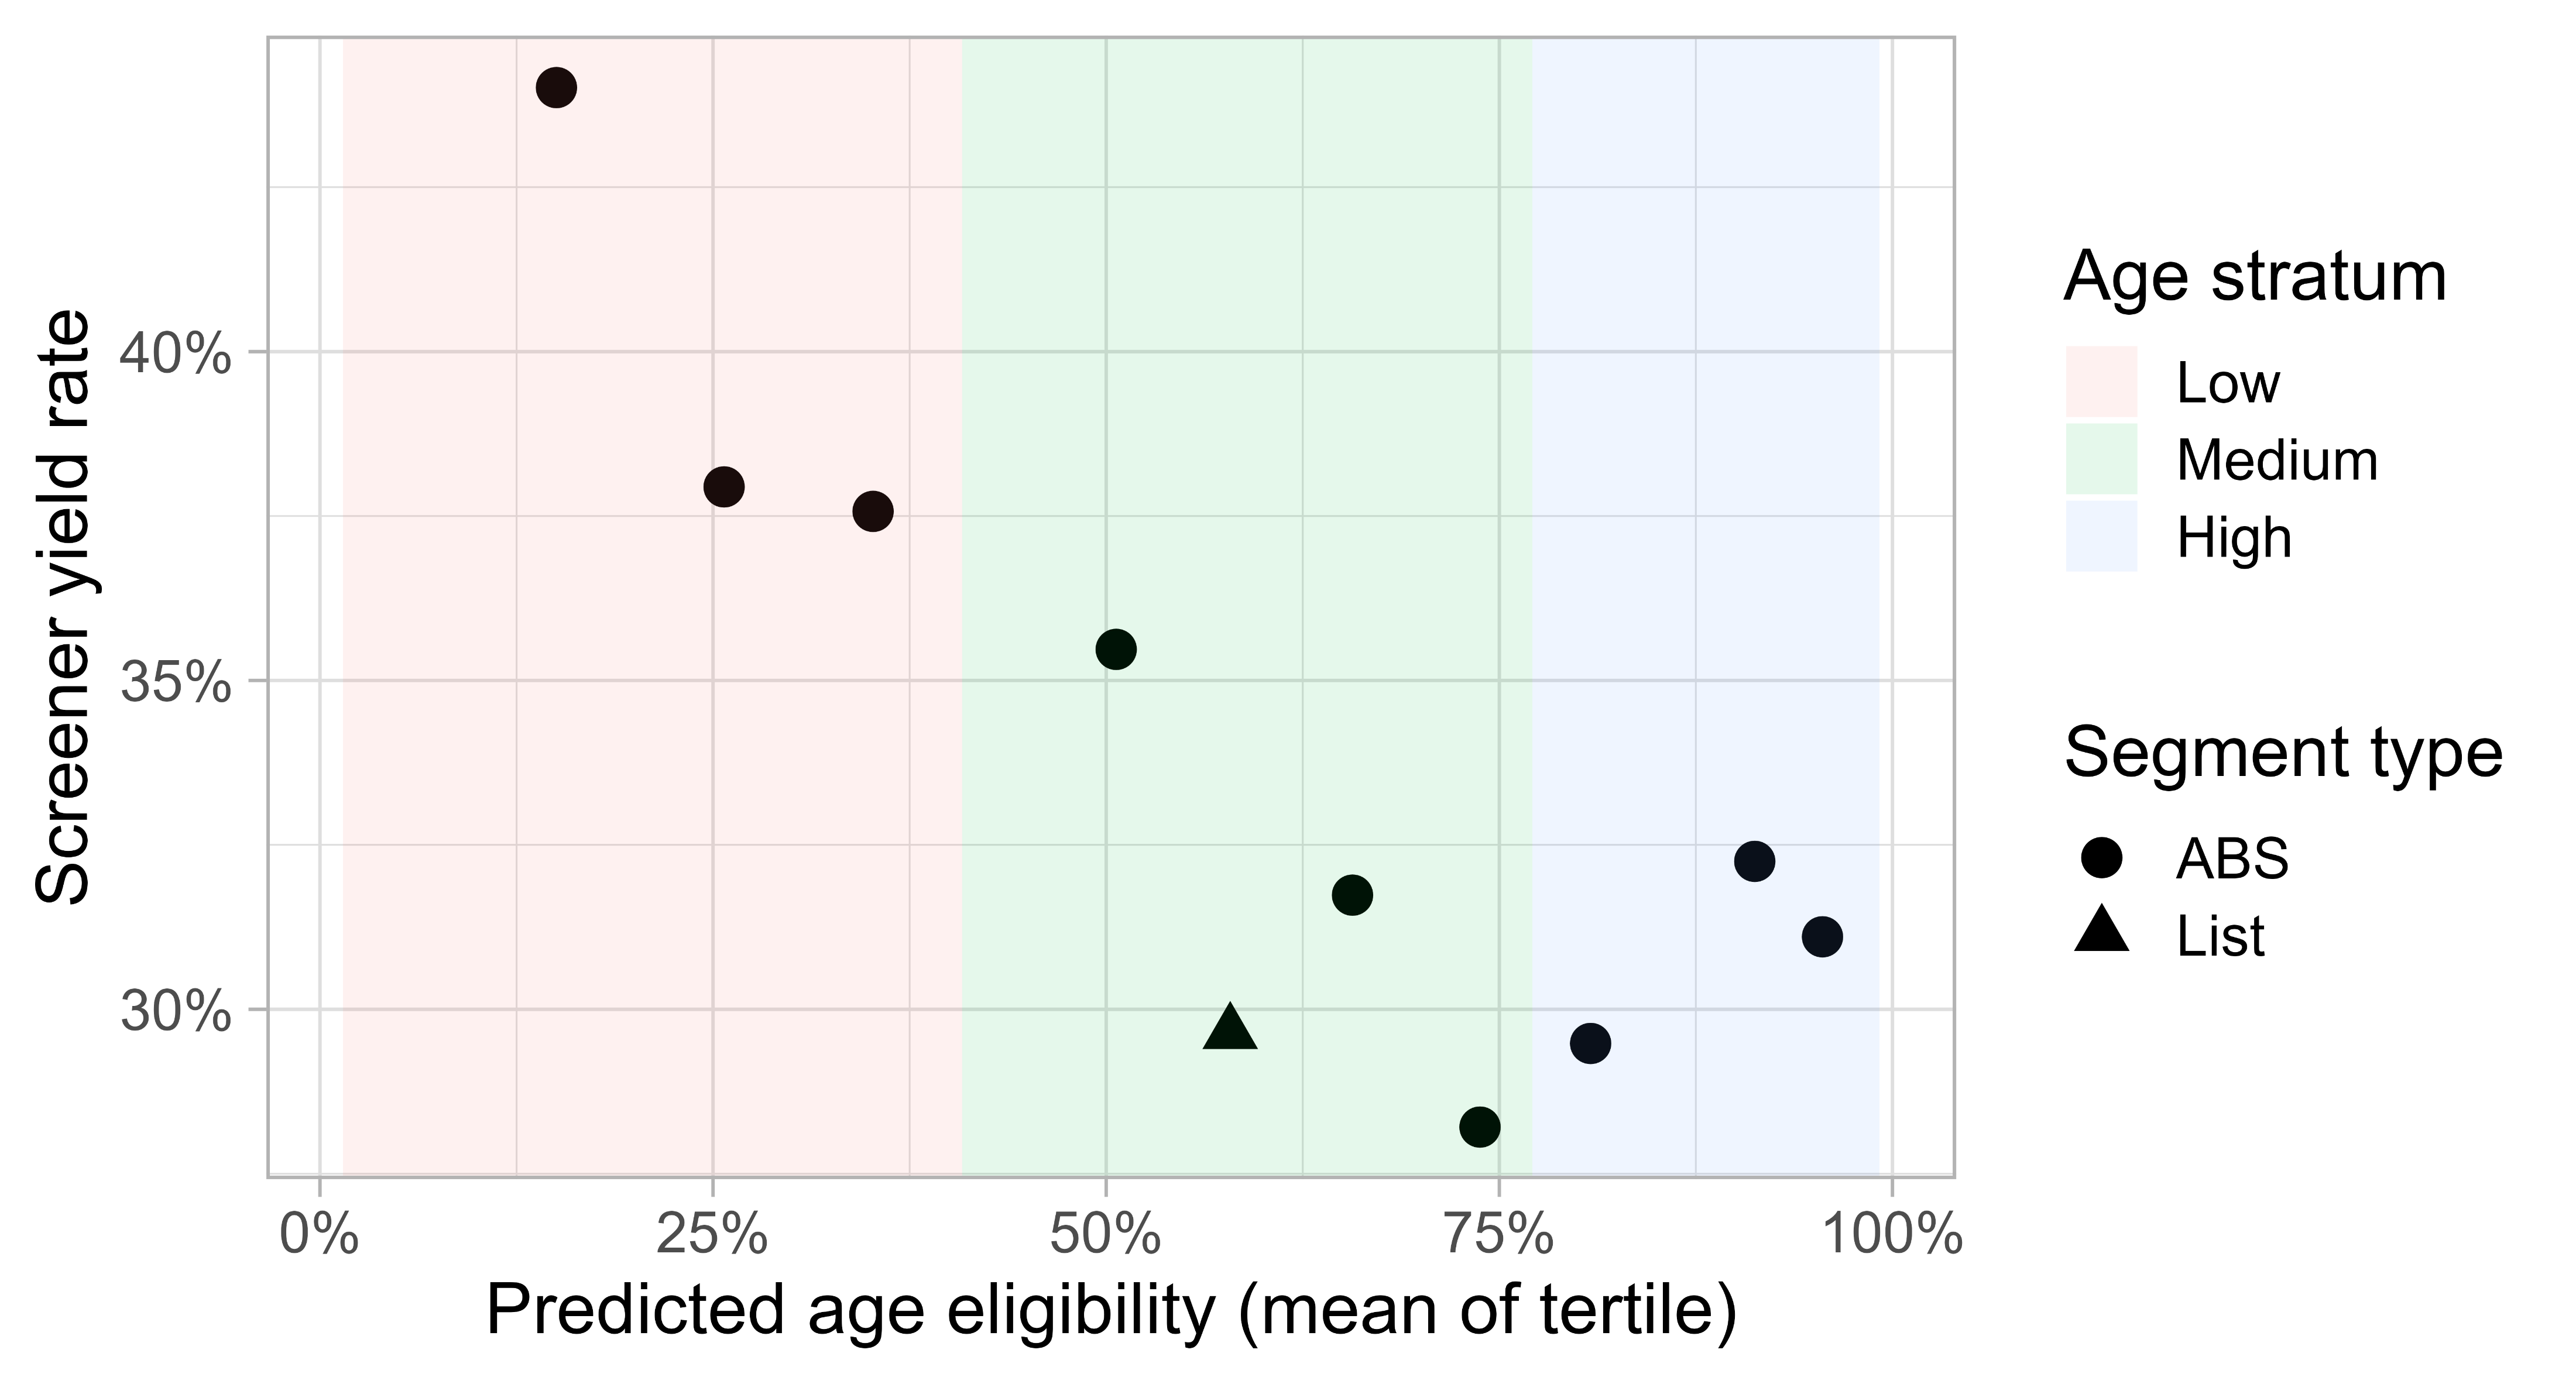 Screener yield rate
40%
35%
30%
0%
25%
50%
75%
100%
Predicted age eligibility (mean of tertile)
Age stratum
Low
Medium
High
Segment type
ABS
List